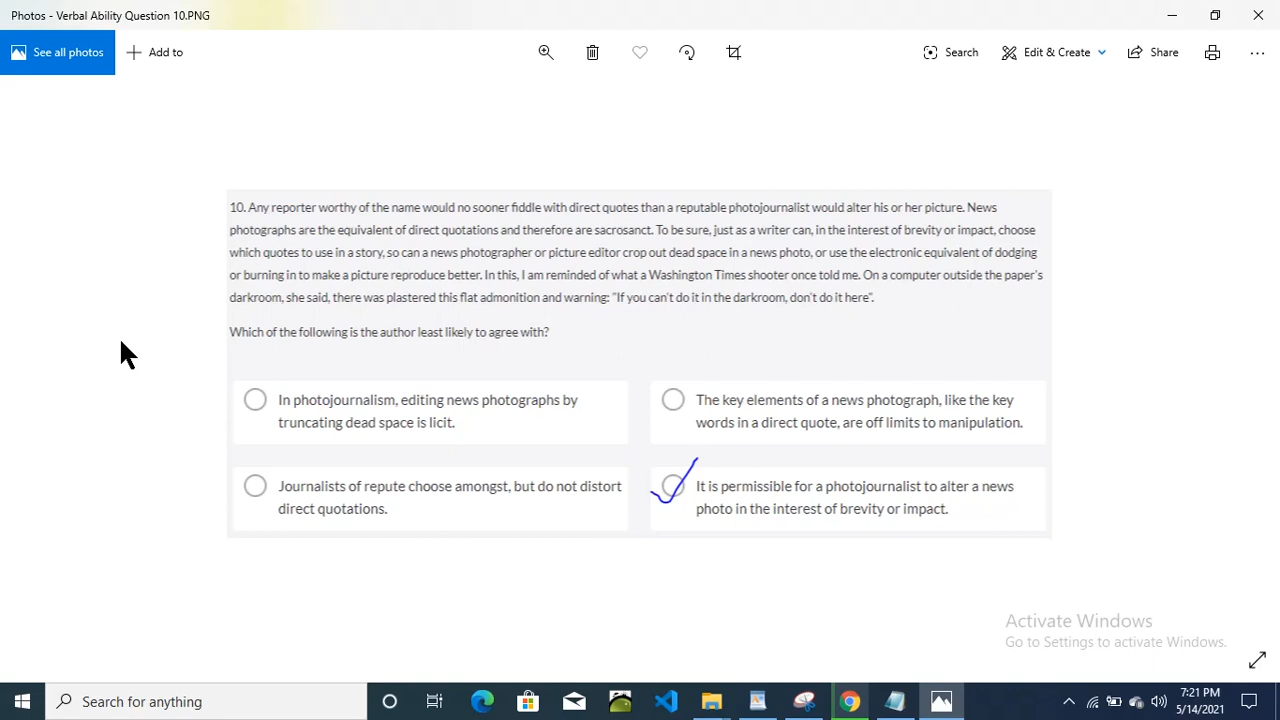 Photos - Verbal Ability Question 10.PNG
See all photos
Add to
Search
Edit & Create
Share
10. Any reporter worthy of the name would no sooner fiddle with direct quotes than a reputable photojournalist would alter his or her picture. News
photographs are the equivalent of direct quotations and therefore are sacrosanct. To be sure, just as a writer can, in the interest of brevity or impact, choose
which quotes to use in a story, so can a news photographer or picture editor crop out dead space in a news photo, or use the electronic equivalent of dodging
or burning in to make a picture reproduce better. In this, I am reminded of what a Washington Times shooter once told me. On a computer outside the paper's
darkroom, she said, there was plastered this flat admonition and warning: "If you can't do it in the darkroom, don't do it here".
Which of the following is the author least likely to agree with?
In photojournalism, editing news photographs by
truncating dead space is licit.
The key elements of a news photograph, like the key
words in a direct quote, are off limits to manipulation.
Journalists of repute choose amongst, but do not distort
direct quotations.
It is permissible for a photojournalist to alter a news
photo in the interest of brevity or impact.
Activate Windows
Go to Settings to activate Windows.
Search for anything
7:21 PM
5/14/2021